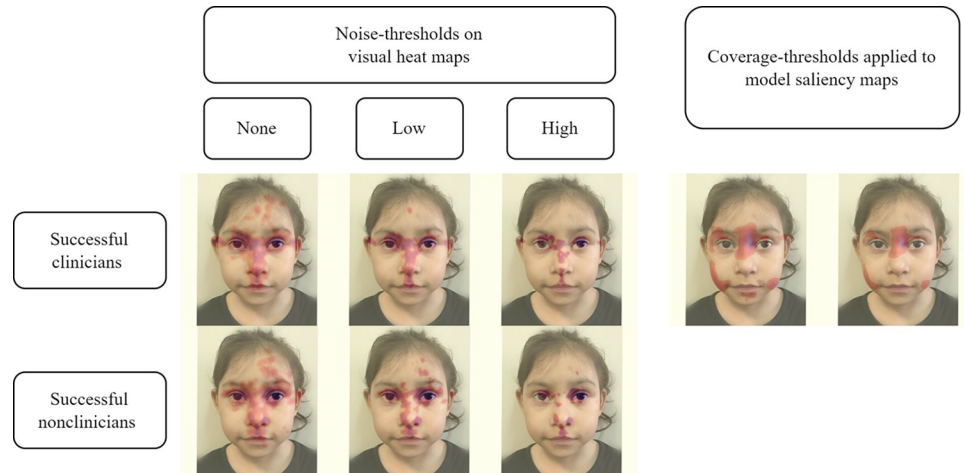 Noise-thresholds on
visual heat maps
Coverage-thresholds applied to
model saliency maps
None
Low
High
Successful
clinicians
Successful
nonclinicians